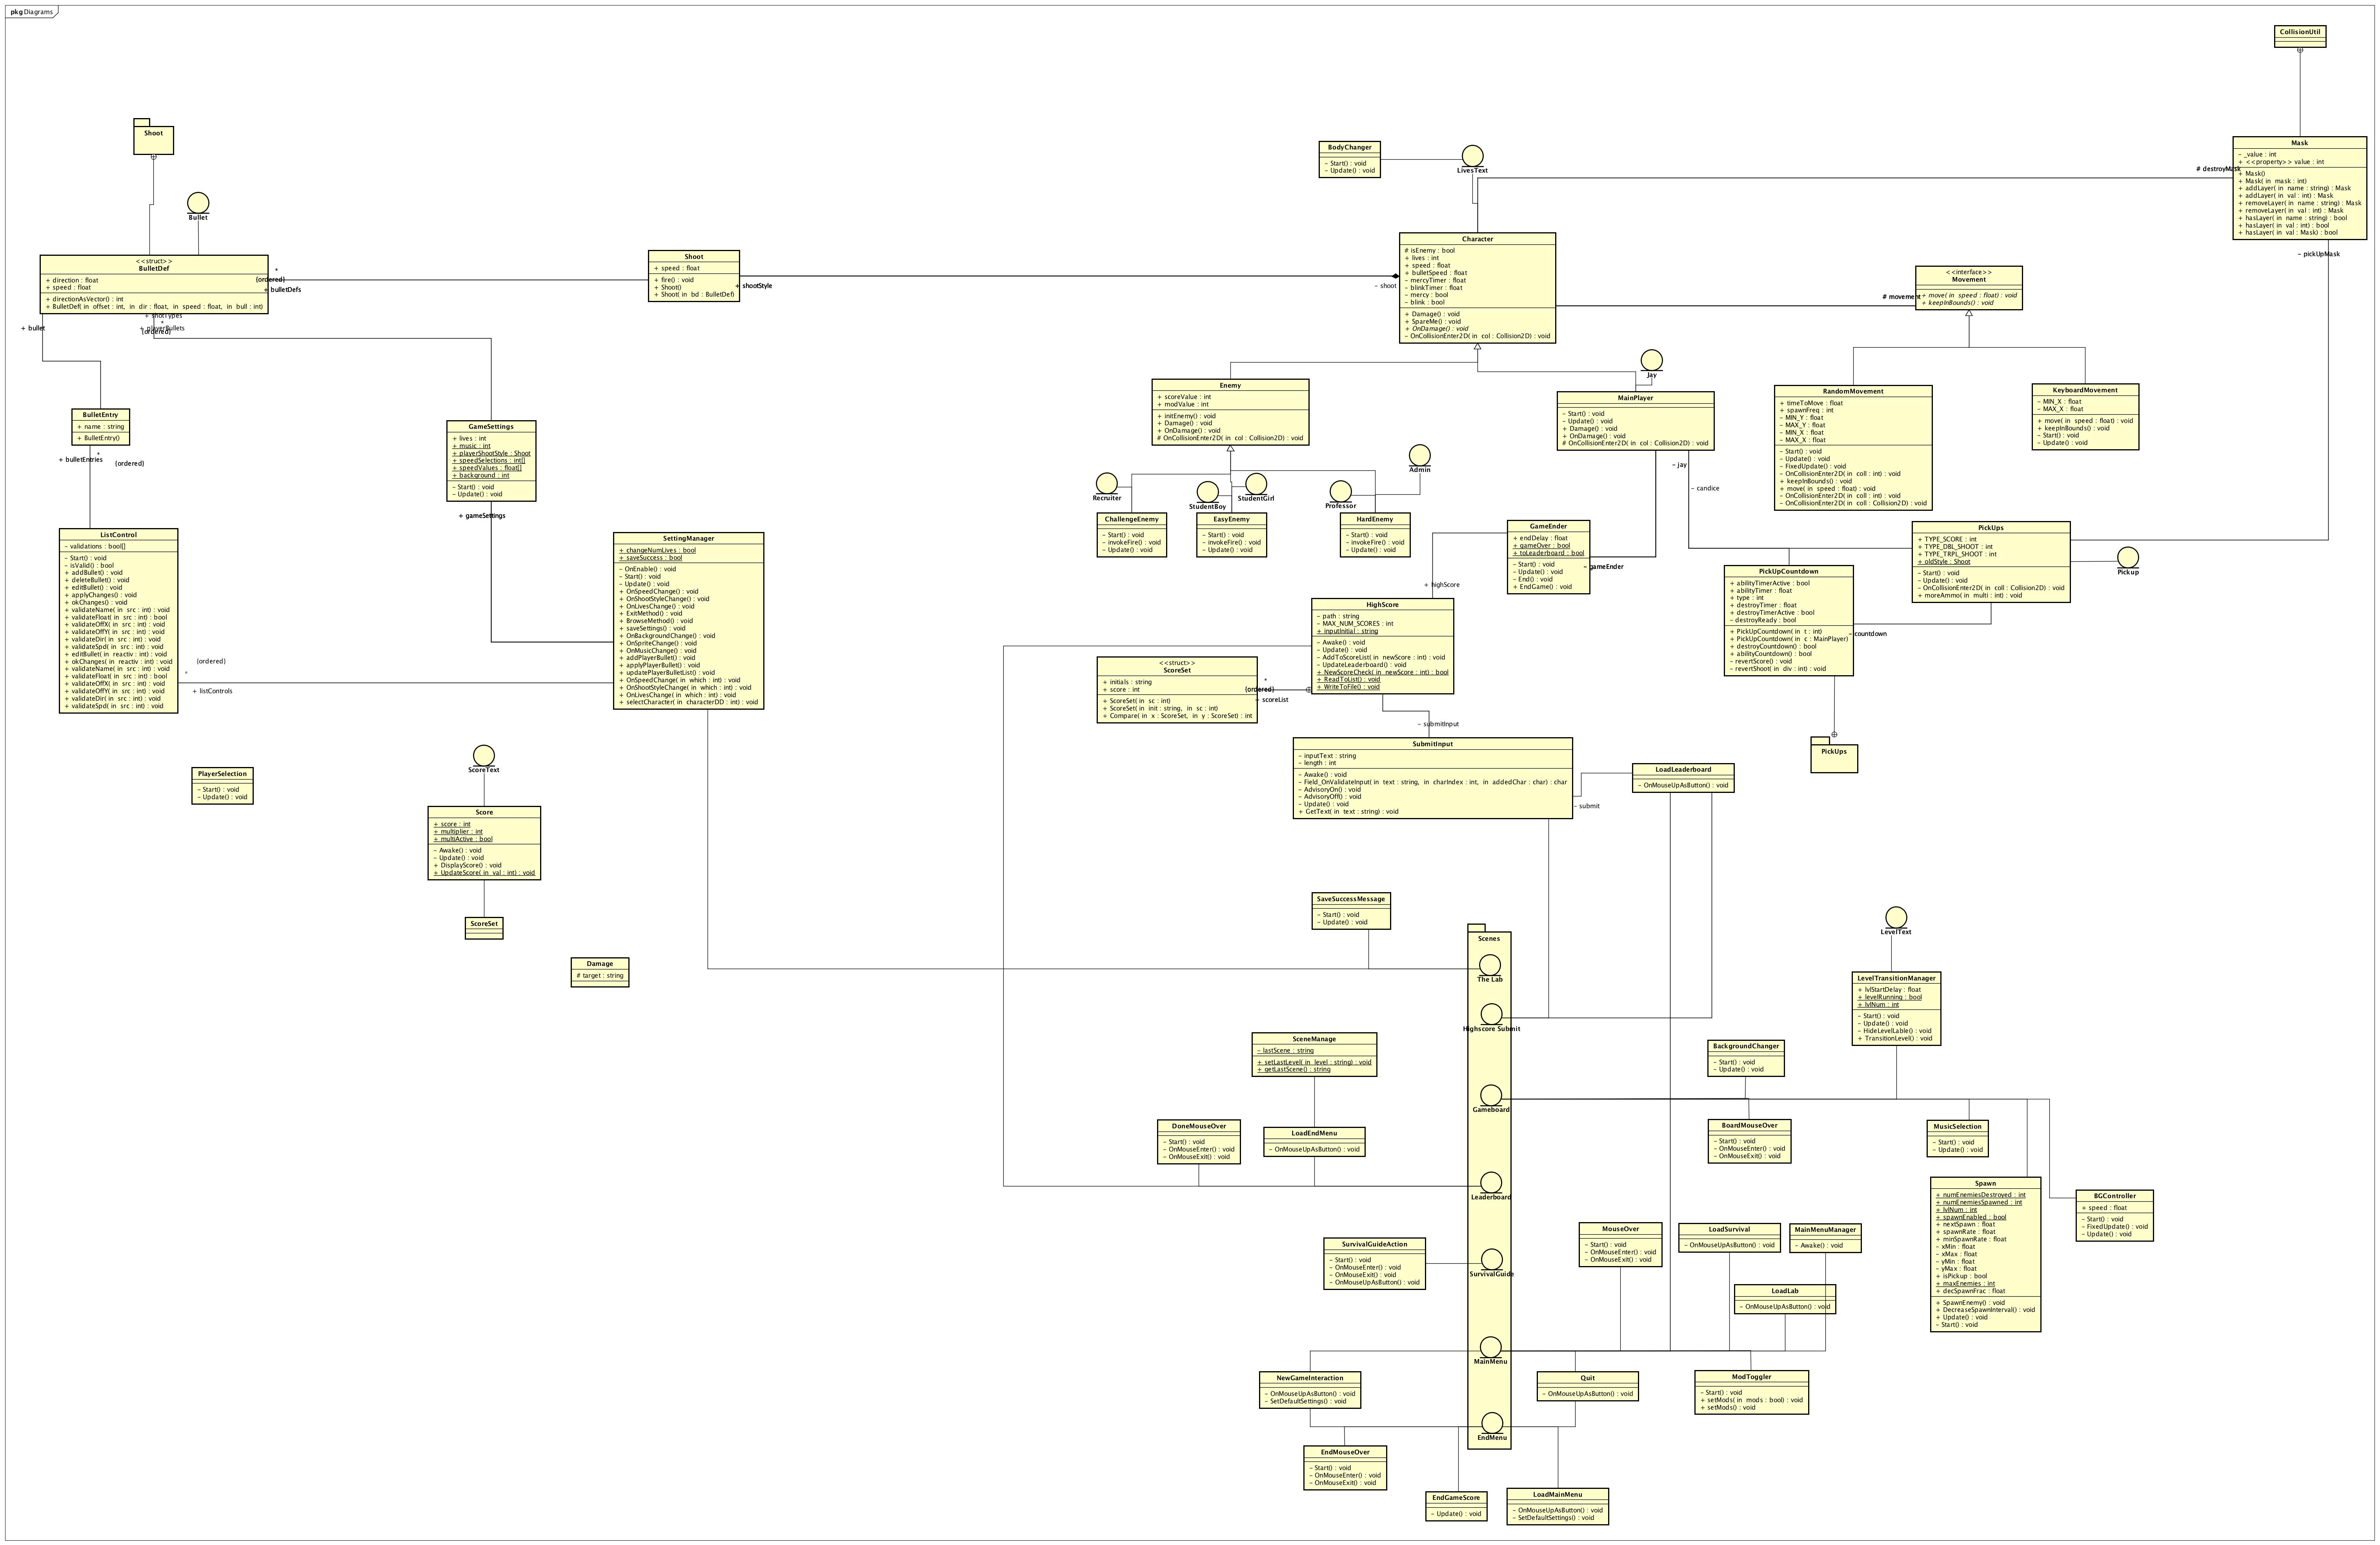 pkg Diagrams
CollisionUtil
Shoot
Mask
– _value : int
+ <<property>> value : int
+ Mask()
+ Mask( in mask : int)
+ addLayer( in name : string) : Mask
+ addLayer( in val : int) : Mask
+ removeLayer( in name : string) : Mask
+ removeLayer( in val : int) : Mask
+ hasLayer( in name : string) : bool
+ hasLayer( in val : int) : bool
+ hasLayer( in val : Mask) : bool
# destroyMask
– pickUpMask
BodyChanger
– Start() : void
– Update() : void
LivesText
Bullet
<<struct>>
BulletDef
+ direction : float
+ speed : float
+ directionAsVector() : int
+ BulletDef( in offset : int, in dir : float, in speed : float, in bull : int)
*
{ordered}
+ bulletDefs
+ bullet
+ shotTypes
*
+ playerBullets
{ordered}
Shoot
+ speed : float
+ fire() : void
+ Shoot()
+ Shoot( in bd : BulletDef)
+ shootStyle
– shoot
Character
# isEnemy : bool
+ lives : int
+ speed : float
+ bulletSpeed : float
– mercyTimer : float
– blinkTimer : float
– mercy : bool
– blink : bool
+ Damage() : void
+ SpareMe() : void
+ OnDamage() : void
– OnCollisionEnter2D( in col : Collision2D) : void
# movement
<<interface>>
Movement
+ move( in speed : float) : void
+ keepInBounds() : void
Jay
Enemy
+ scoreValue : int
+ modValue : int
+ initEnemy() : void
+ Damage() : void
+ OnDamage() : void
# OnCollisionEnter2D( in col : Collision2D) : void
MainPlayer
– Start() : void
– Update() : void
+ Damage() : void
+ OnDamage() : void
# OnCollisionEnter2D( in col : Collision2D) : void
RandomMovement
+ timeToMove : float
+ spawnFreq : int
– MIN_Y : float
– MAX_Y : float
– MIN_X : float
– MAX_X : float
– Start() : void
– Update() : void
– FixedUpdate() : void
– OnCollisionEnter2D( in coll : int) : void
+ keepInBounds() : void
+ move( in speed : float) : void
– OnCollisionEnter2D( in coll : int) : void
– OnCollisionEnter2D( in coll : Collision2D) : void
KeyboardMovement
– MIN_X : float
– MAX_X : float
+ move( in speed : float) : void
+ keepInBounds() : void
– Start() : void
– Update() : void
BulletEntry
+ name : string
+ BulletEntry()
+ bulletEntries
*
{ordered}
GameSettings
+ lives : int
+ music : int
+ playerShootStyle : Shoot
+ speedSelections : int[]
+ speedValues : float[]
+ background : int
– Start() : void
– Update() : void
+ gameSettings
Recruiter
StudentBoy
StudentGirl
Professor
Admin
– jay
– candice
ChallengeEnemy
– Start() : void
– invokeFire() : void
– Update() : void
EasyEnemy
– Start() : void
– invokeFire() : void
– Update() : void
HardEnemy
– Start() : void
– invokeFire() : void
– Update() : void
GameEnder
+ endDelay : float
+ gameOver : bool
+ toLeaderboard : bool
– Start() : void
– Update() : void
– End() : void
+ EndGame() : void
– gameEnder
PickUps
+ TYPE_SCORE : int
+ TYPE_DBL_SHOOT : int
+ TYPE_TRPL_SHOOT : int
+ oldStyle : Shoot
– Start() : void
– Update() : void
– OnCollisionEnter2D( in coll : Collision2D) : void
+ moreAmmo( in multi : int) : void
Pickup
ListControl
– validations : bool[]
– Start() : void
– isValid() : bool
+ addBullet() : void
+ deleteBullet() : void
+ editBullet() : void
+ applyChanges() : void
+ okChanges() : void
+ validateName( in src : int) : void
+ validateFloat( in src : int) : bool
+ validateOffX( in src : int) : void
+ validateOffY( in src : int) : void
+ validateDir( in src : int) : void
+ validateSpd( in src : int) : void
+ editBullet( in reactiv : int) : void
+ okChanges( in reactiv : int) : void
+ validateName( in src : int) : void
+ validateFloat( in src : int) : bool
+ validateOffX( in src : int) : void
+ validateOffY( in src : int) : void
+ validateDir( in src : int) : void
+ validateSpd( in src : int) : void
{ordered}
*
+ listControls
SettingManager
+ changeNumLives : bool
+ saveSuccess : bool
– OnEnable() : void
– Start() : void
– Update() : void
+ OnSpeedChange() : void
+ OnShootStyleChange() : void
+ OnLivesChange() : void
+ ExitMethod() : void
+ BrowseMethod() : void
+ saveSettings() : void
+ OnBackgroundChange() : void
+ OnSpriteChange() : void
+ OnMusicChange() : void
+ addPlayerBullet() : void
+ applyPlayerBullet() : void
+ updatePlayerBulletList() : void
+ OnSpeedChange( in which : int) : void
+ OnShootStyleChange( in which : int) : void
+ OnLivesChange( in which : int) : void
+ selectCharacter( in characterDD : int) : void
PickUpCountdown
+ abilityTimerActive : bool
+ abilityTimer : float
+ type : int
+ destroyTimer : float
+ destroyTimerActive : bool
– destroyReady : bool
+ PickUpCountdown( in t : int)
+ PickUpCountdown( in c : MainPlayer)
+ destroyCountdown() : bool
+ abilityCountdown() : bool
– revertScore() : void
– revertShoot( in div : int) : void
– countdown
+ highScore
HighScore
– path : string
– MAX_NUM_SCORES : int
+ inputInitial : string
– Awake() : void
– Update() : void
– AddToScoreList( in newScore : int) : void
– UpdateLeaderboard() : void
+ NewScoreCheck( in newScore : int) : bool
+ ReadToList() : void
+ WriteToFile() : void
<<struct>>
ScoreSet
+ initials : string
+ score : int
+ ScoreSet( in sc : int)
+ ScoreSet( in init : string, in sc : int)
+ Compare( in x : ScoreSet, in y : ScoreSet) : int
*
{ordered}
+ scoreList
– submitInput
PickUps
SubmitInput
– inputText : string
– length : int
– Awake() : void
– Field_OnValidateInput( in text : string, in charIndex : int, in addedChar : char) : char
– AdvisoryOn() : void
– AdvisoryOff() : void
– Update() : void
+ GetText( in text : string) : void
– submit
LoadLeaderboard
– OnMouseUpAsButton() : void
PlayerSelection
– Start() : void
– Update() : void
ScoreText
Score
+ score : int
+ multiplier : int
+ multiActive : bool
– Awake() : void
– Update() : void
+ DisplayScore() : void
+ UpdateScore( in val : int) : void
ScoreSet
Damage
# target : string
SaveSuccessMessage
– Start() : void
– Update() : void
Scenes
The Lab
Highscore Submit
Gameboard
Leaderboard
SurvivalGuide
MainMenu
EndMenu
LevelText
LevelTransitionManager
+ lvlStartDelay : float
+ levelRunning : bool
+ lvlNum : int
– Start() : void
– Update() : void
– HideLevelLable() : void
+ TransitionLevel() : void
SceneManage
– lastScene : string
+ setLastLevel( in level : string) : void
+ getLastScene() : string
BackgroundChanger
– Start() : void
– Update() : void
DoneMouseOver
– Start() : void
– OnMouseEnter() : void
– OnMouseExit() : void
LoadEndMenu
– OnMouseUpAsButton() : void
BoardMouseOver
– Start() : void
– OnMouseEnter() : void
– OnMouseExit() : void
MusicSelection
– Start() : void
– Update() : void
Spawn
+ numEnemiesDestroyed : int
+ numEnemiesSpawned : int
+ lvlNum : int
+ spawnEnabled : bool
+ nextSpawn : float
+ spawnRate : float
+ minSpawnRate : float
– xMin : float
– xMax : float
– yMin : float
– yMax : float
+ isPickup : bool
+ maxEnemies : int
+ decSpawnFrac : float
+ SpawnEnemy() : void
+ DecreaseSpawnInterval() : void
+ Update() : void
– Start() : void
BGController
+ speed : float
– Start() : void
– FixedUpdate() : void
– Update() : void
SurvivalGuideAction
– Start() : void
– OnMouseEnter() : void
– OnMouseExit() : void
– OnMouseUpAsButton() : void
MouseOver
– Start() : void
– OnMouseEnter() : void
– OnMouseExit() : void
LoadSurvival
– OnMouseUpAsButton() : void
MainMenuManager
– Awake() : void
LoadLab
– OnMouseUpAsButton() : void
NewGameInteraction
– OnMouseUpAsButton() : void
– SetDefaultSettings() : void
Quit
– OnMouseUpAsButton() : void
ModToggler
– Start() : void
+ setMods( in mods : bool) : void
+ setMods() : void
EndMouseOver
– Start() : void
– OnMouseEnter() : void
– OnMouseExit() : void
EndGameScore
– Update() : void
LoadMainMenu
– OnMouseUpAsButton() : void
– SetDefaultSettings() : void